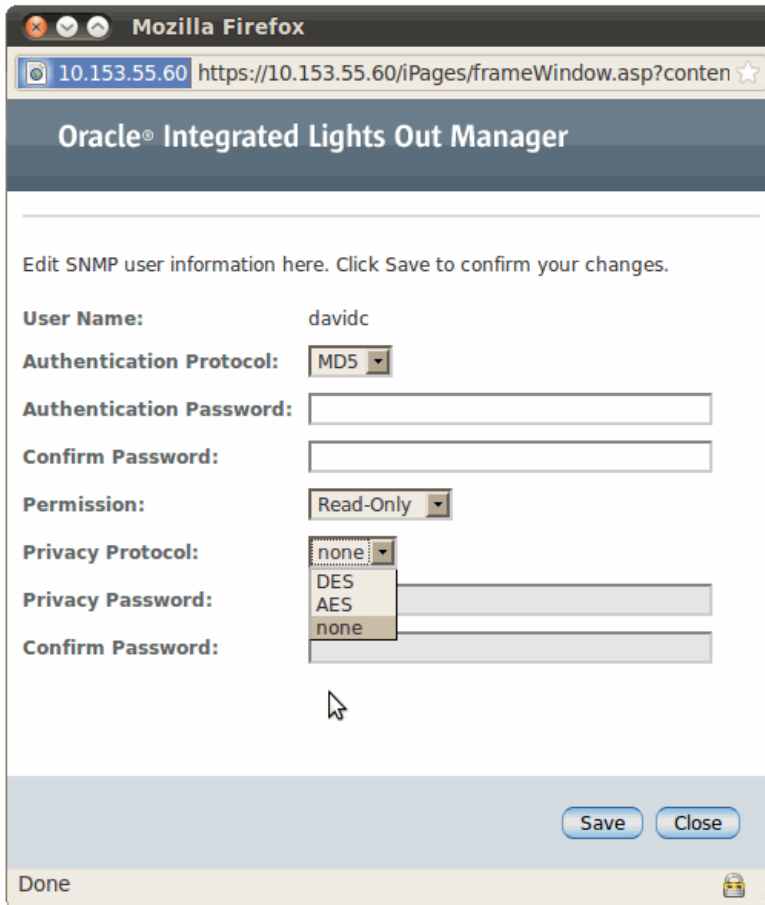 Mozilla Firefox
10.153.55.60 https://10.153.55.60/iPages/frameWindow.asp?conten
Oracle® Integrated Lights Out Manager
Edit SNMP user information here. Click Save to confirm your changes.
User Name: davidc
Authentication Protocol: MD5
Authentication Password:
Confirm Password:
Permission: Read-Only
Privacy Protocol: none
DES
Privacy Password: AES
none
Confirm Password:
Save Close
Done